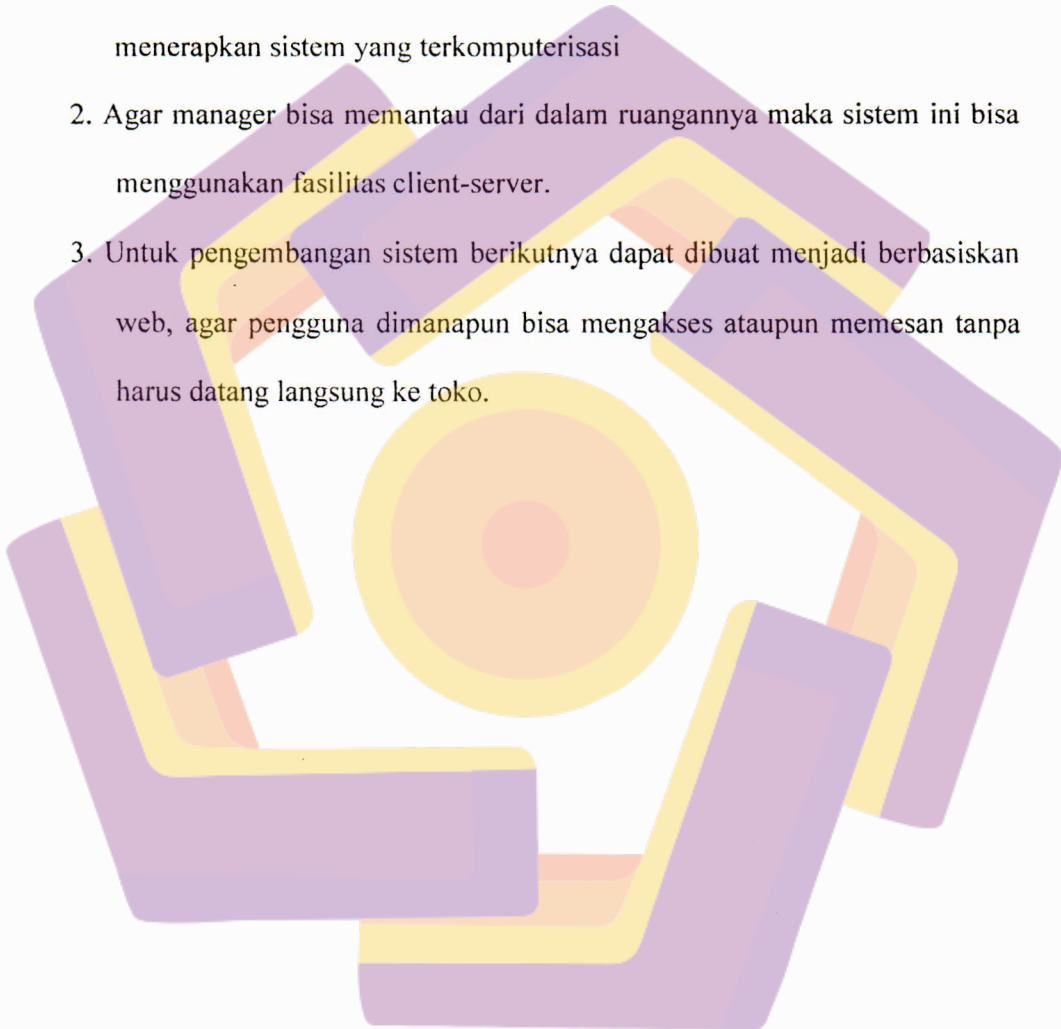 menerapkan sistem yang terkomputerisasi
2. Agar manager bisa memantau dari dalam ruangannya maka sistem ini bisa
menggunakan fasilitas client-server.
3. Untuk pengembangan sistem berikutnya dapat dibuat menjadi berbasiskan
web, agar pengguna dimanapun bisa mengakses ataupun memesan tanpa
harus datang langsung ke toko.